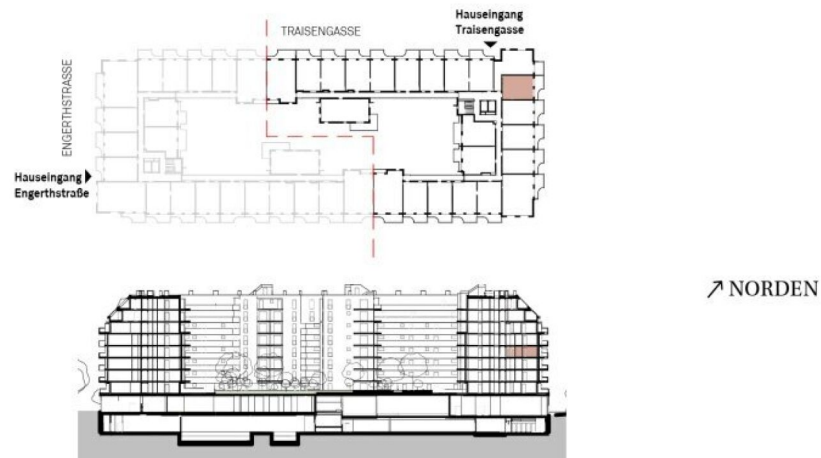 Hauseingang
Traisengasse
TRAISENGASSE
ENGERTHSTRASSE
Hauseingang
Engerthstraße
↗ NORDEN